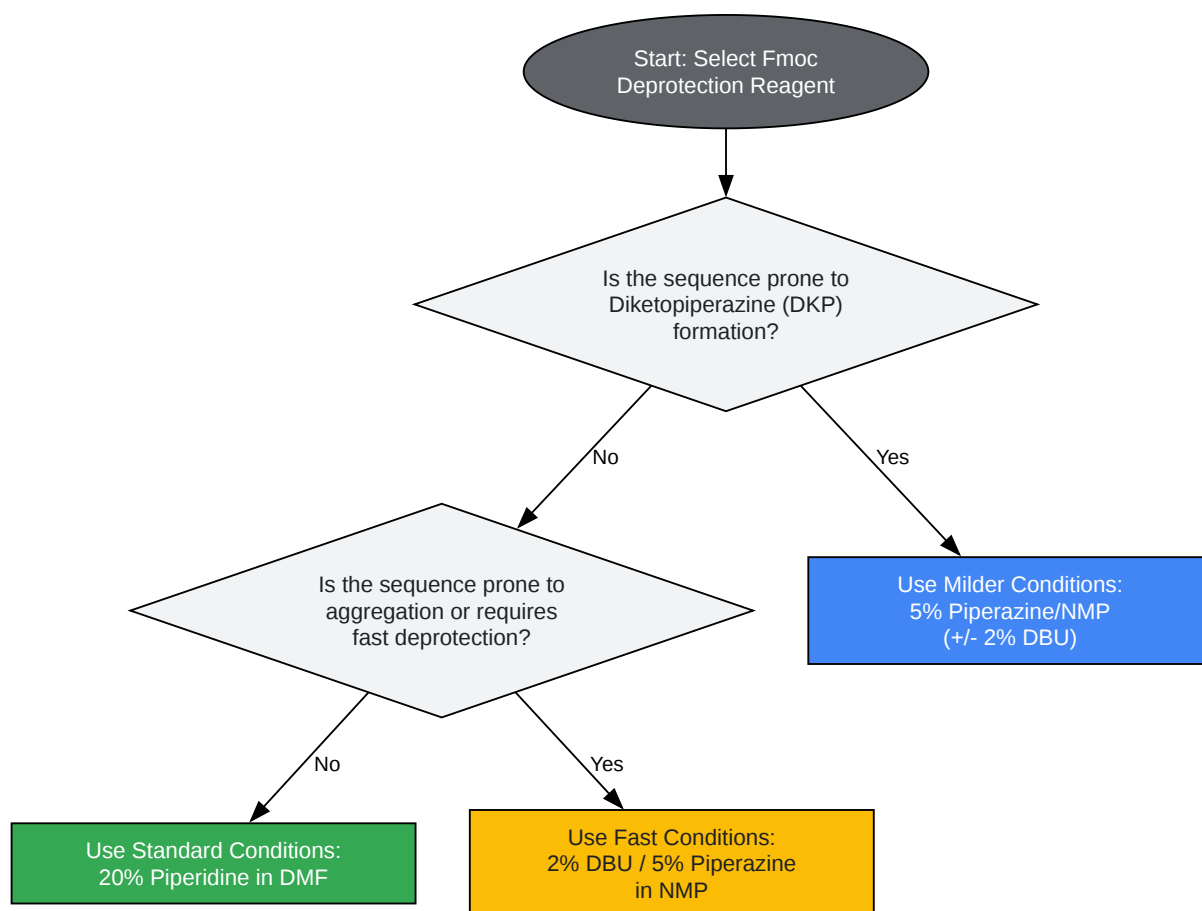 Start: Select Fmoc
Deprotection Reagent
Is the sequence prone to
Diketopiperazine (DKP)
formation?
No
Yes
Is the sequence prone to
aggregation or requires
fast deprotection?
Use Milder Conditions:
5% Piperazine/NMP
(+/- 2% DBU)
No
Yes
Use Standard Conditions:
20% Piperidine in DMF
Use Fast Conditions:
2% DBU / 5% Piperazine
in NMP